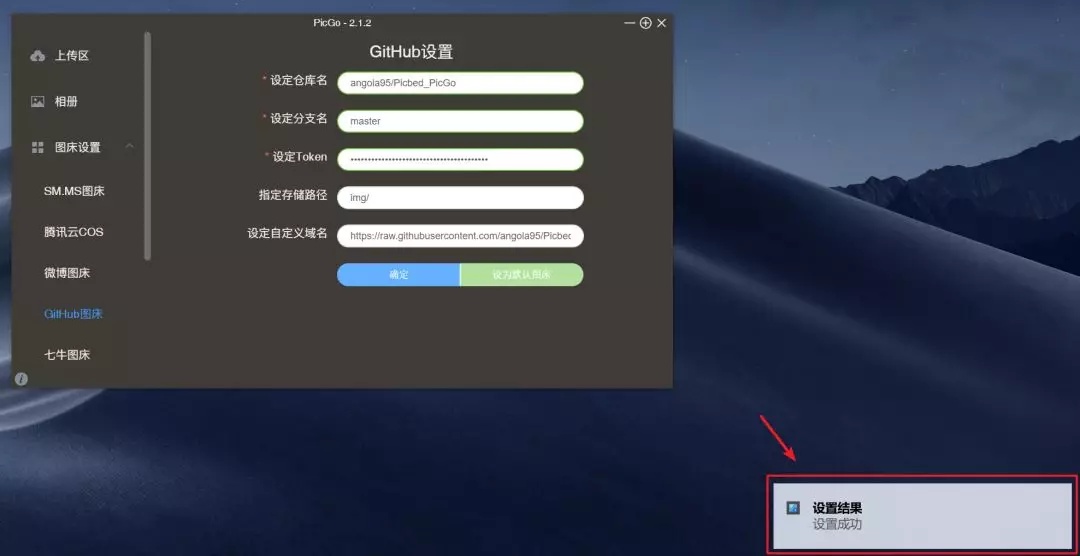 PicGo - 2.1.2
上传区
相册
图床设置
SM.MS图床
腾讯云COS
微博图床
GitHub图床
七牛图床
GitHub设置
* 设定仓库名 angola95/Picbed_PicGo
* 设定分支名 master
* 设定Token ••••••••••••••••••••••••••••••••••••••••
指定存储路径 img/
设定自定义域名 https://raw.githubusercontent.com/angola95/Picbed
确定 设为默认图床
设置结果
设置成功